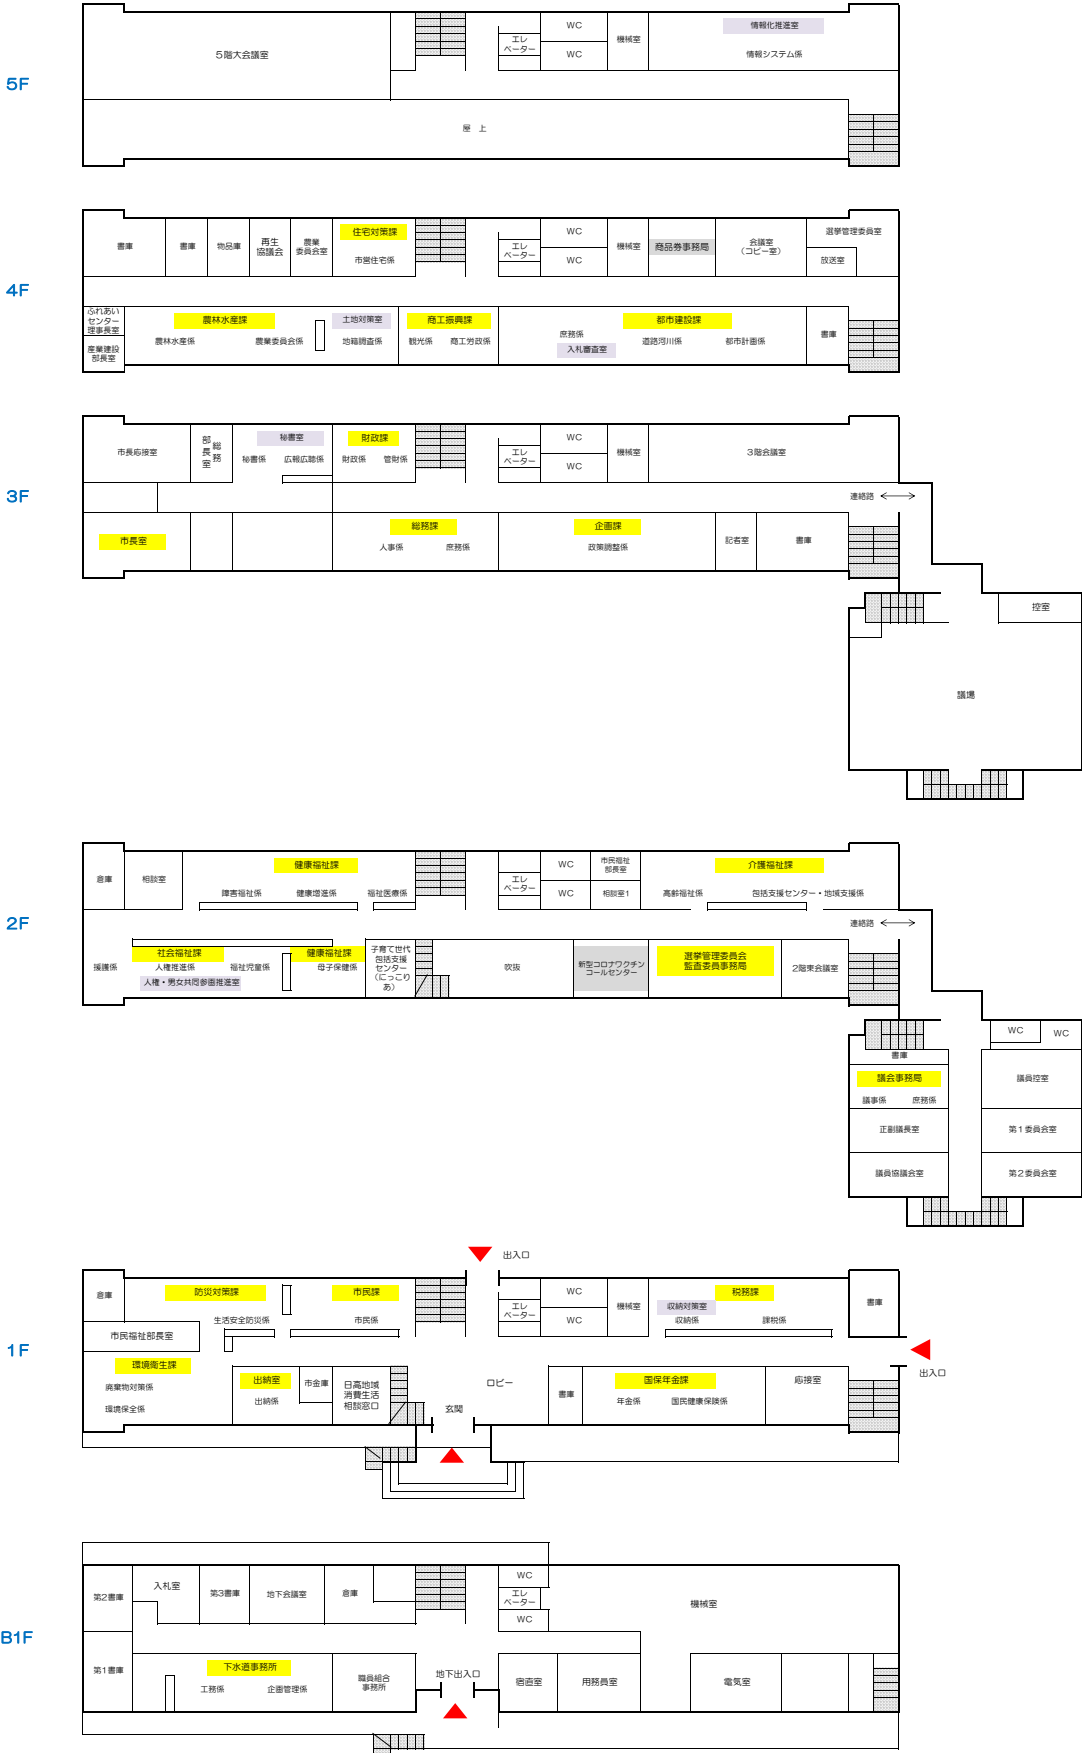 5F
5階大会議室
エレ
ベーター
WC
WC
機械室
情報化推進室
情報システム係
屋 上
4F
書庫
書庫
物品庫
再生
協議会
農業
委員会室
住宅対策課
市営住宅係
エレ
ベーター
WC
WC
機械室
商品券事務局
会議室
(コピー室)
選挙管理委員室
放送室
ふれあい
センター
理事長室
産業建設
部長室
農林水産課
農林水産係
農業委員会係
土地対策室
地籍調査係
商工振興課
観光係
商工労政係
都市建設課
庶務係
入札審査室
道路河川係
都市計画係
書庫
3F
市長応接室
総務
部長室
秘書室
秘書係
広報広聴係
財政課
財政係
管財係
エレ
ベーター
WC
WC
機械室
3階会議室
連絡路
市長室
総務課
人事係
庶務係
企画課
政策調整係
記者室
書庫
控室
議場
2F
倉庫
相談室
健康福祉課
障害福祉係
健康増進係
福祉医療係
エレ
ベーター
WC
WC
市民福祉
部長室
相談室1
介護福祉課
高齢福祉係
包括支援センター・地域支援係
連絡路
援護係
社会福祉課
人権推進係
福祉児童係
人権・男女共同参画推進室
健康福祉課
母子保健係
子育て世代
包括支援
センター
(にっこり
あ)
吹抜
新型コロナワクチン
コールセンター
選挙管理委員会
監査委員事務局
2階東会議室
WC
WC
書庫
議会事務局
議事係
庶務係
議員控室
正副議長室
第1委員会室
議員協議会室
第2委員会室
1F
出入口
倉庫
防災対策課
生活安全防災係
市民課
市民係
エレ
ベーター
WC
WC
機械室
収納対策室
収納係
税務課
課税係
書庫
市民福祉部長室
出入口
環境衛生課
廃棄物対策係
環境保全係
出納室
出納係
市金庫
日高地域
消費生活
相談窓口
ロビー
玄関
書庫
国保年金課
年金係
国民健康保険係
応接室
B1F
第2書庫
入札室
第3書庫
地下会議室
倉庫
WC
エレ
ベーター
WC
機械室
第1書庫
下水道事務所
工務係
企画管理係
職員組合
事務所
地下出入口
宿直室
用務員室
電気室